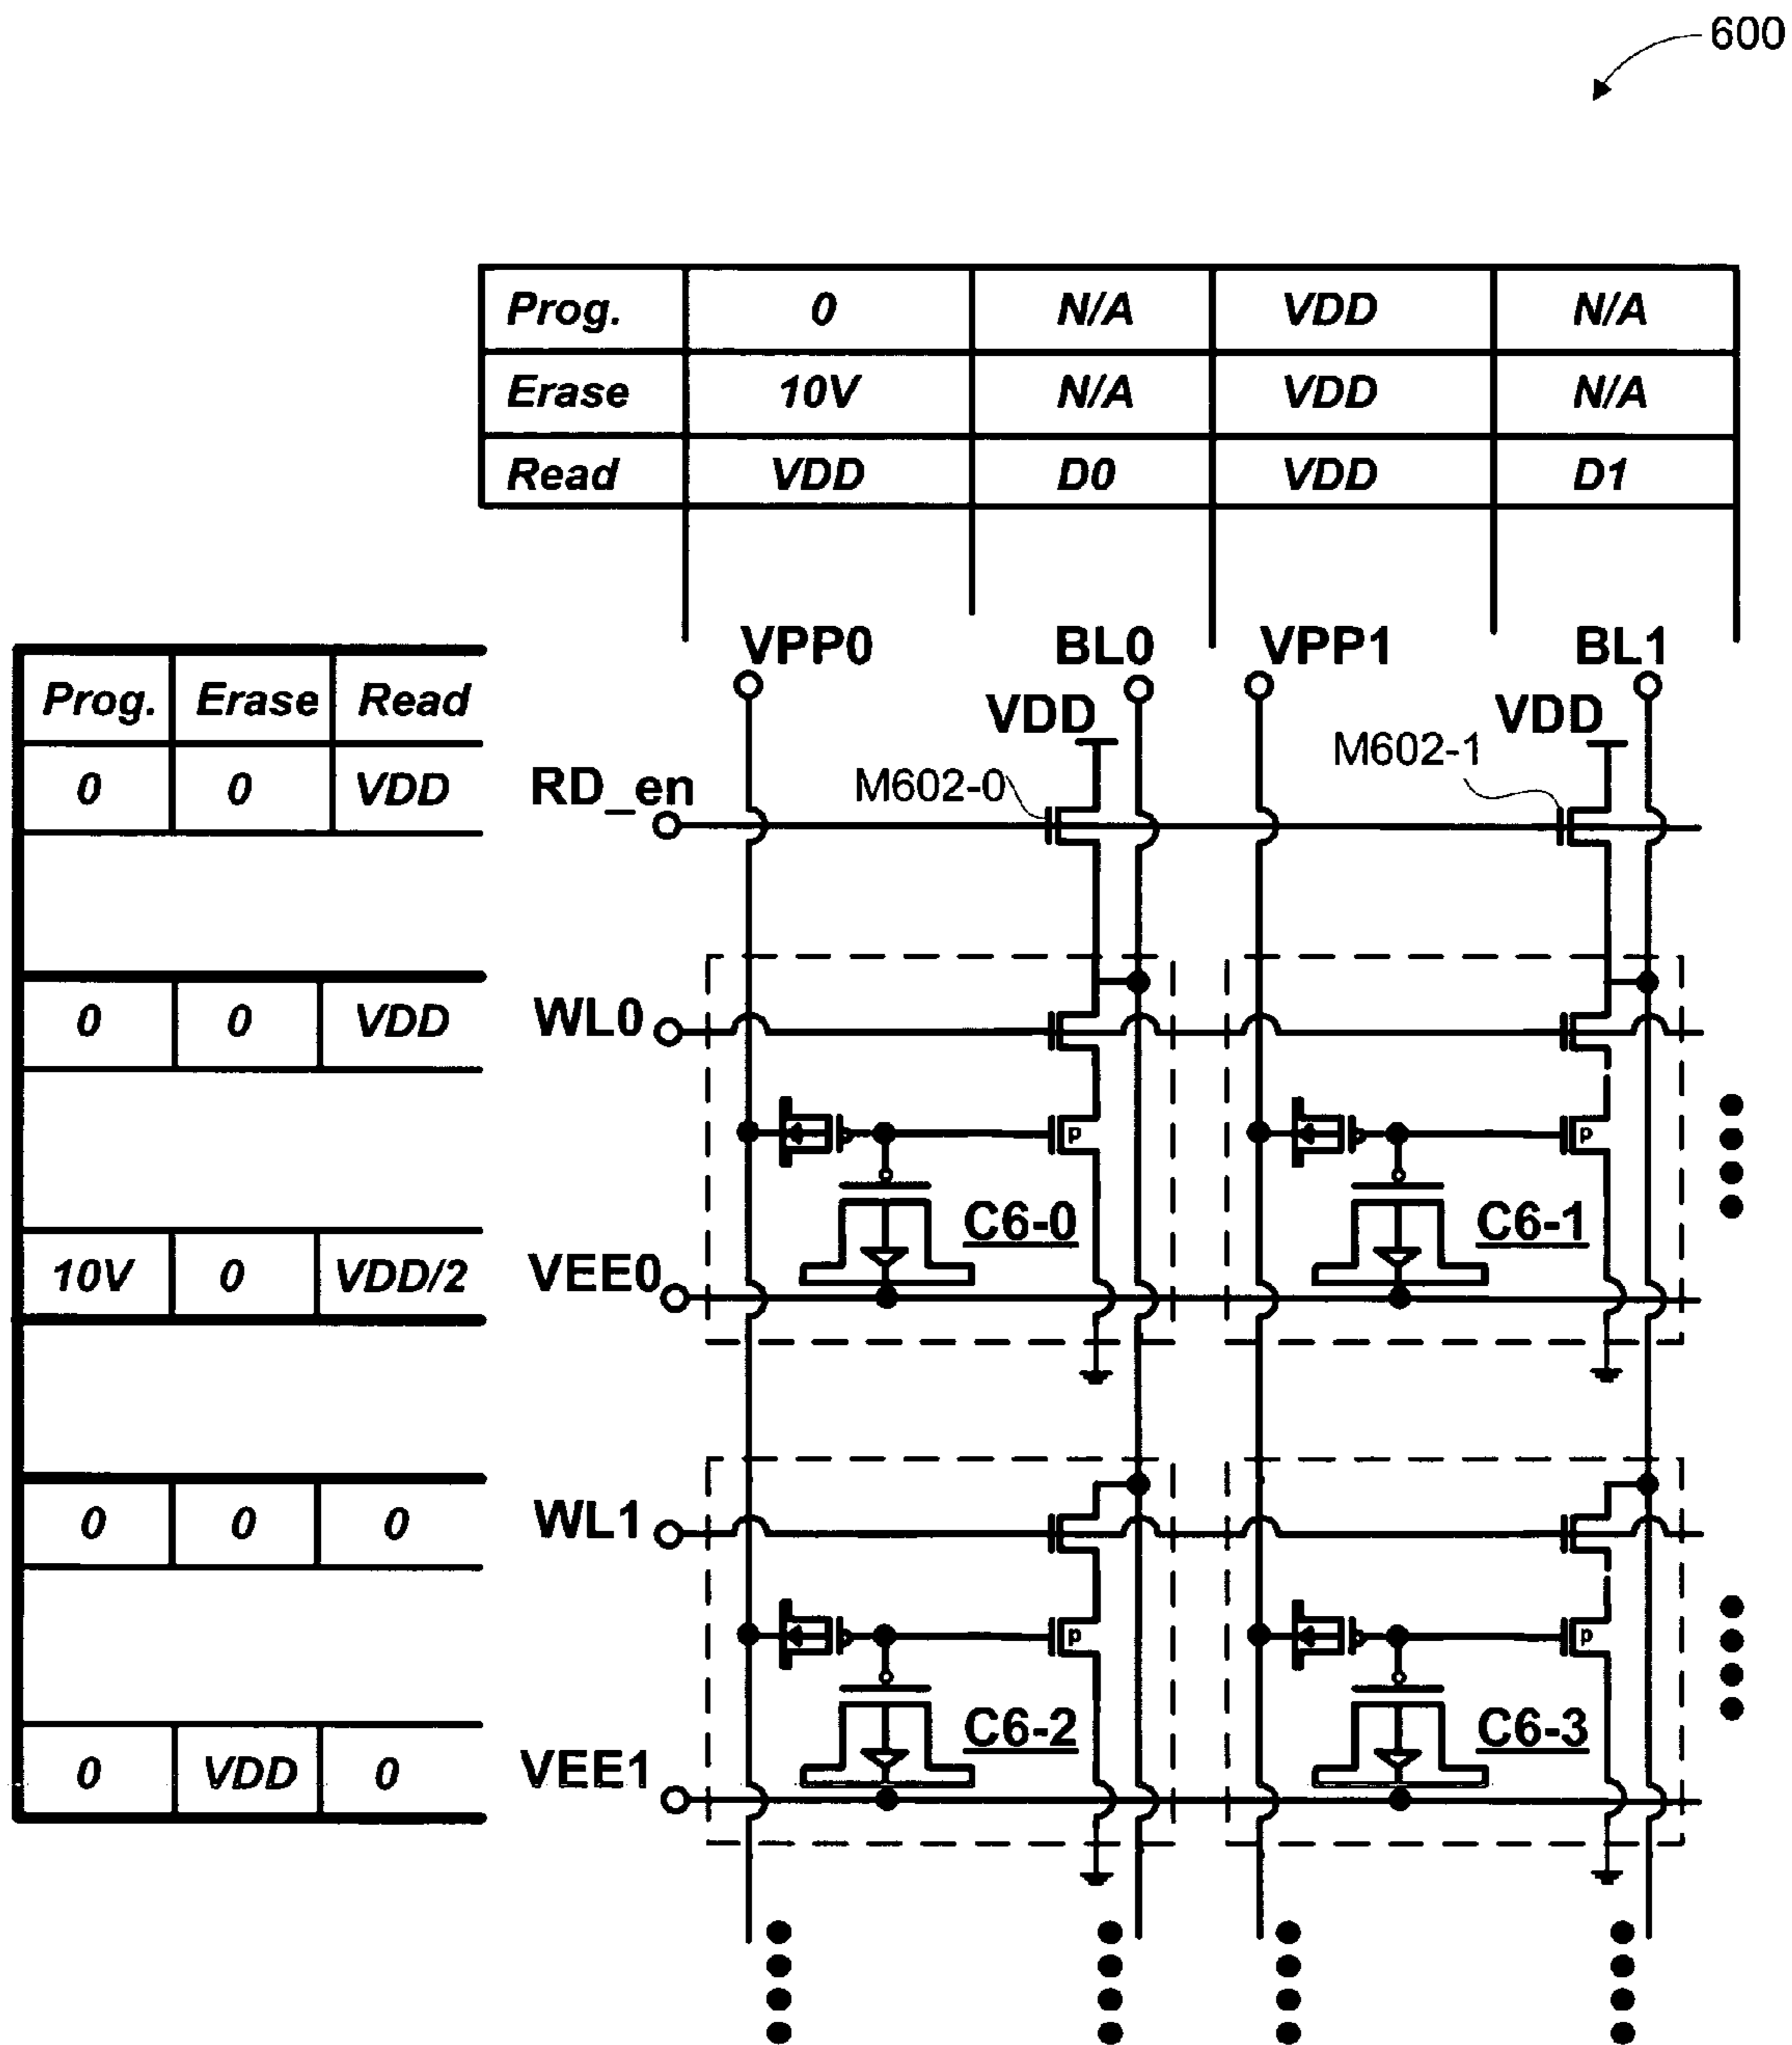 600
Prog. 0 N/A VDD N/A
Erase 10V N/A VDD N/A
Read VDD D0 VDD D1
VPP0 BL0 VPP1 BL1
Prog. Erase Read
VDD VDD
M602-0 M602-1
0 0 VDD RD_en
0 0 VDD WL0
p p
C6-0 C6-1
10V 0 VDD/2 VEE0
0 0 0 WL1
p p
C6-2 C6-3
0 VDD 0 VEE1